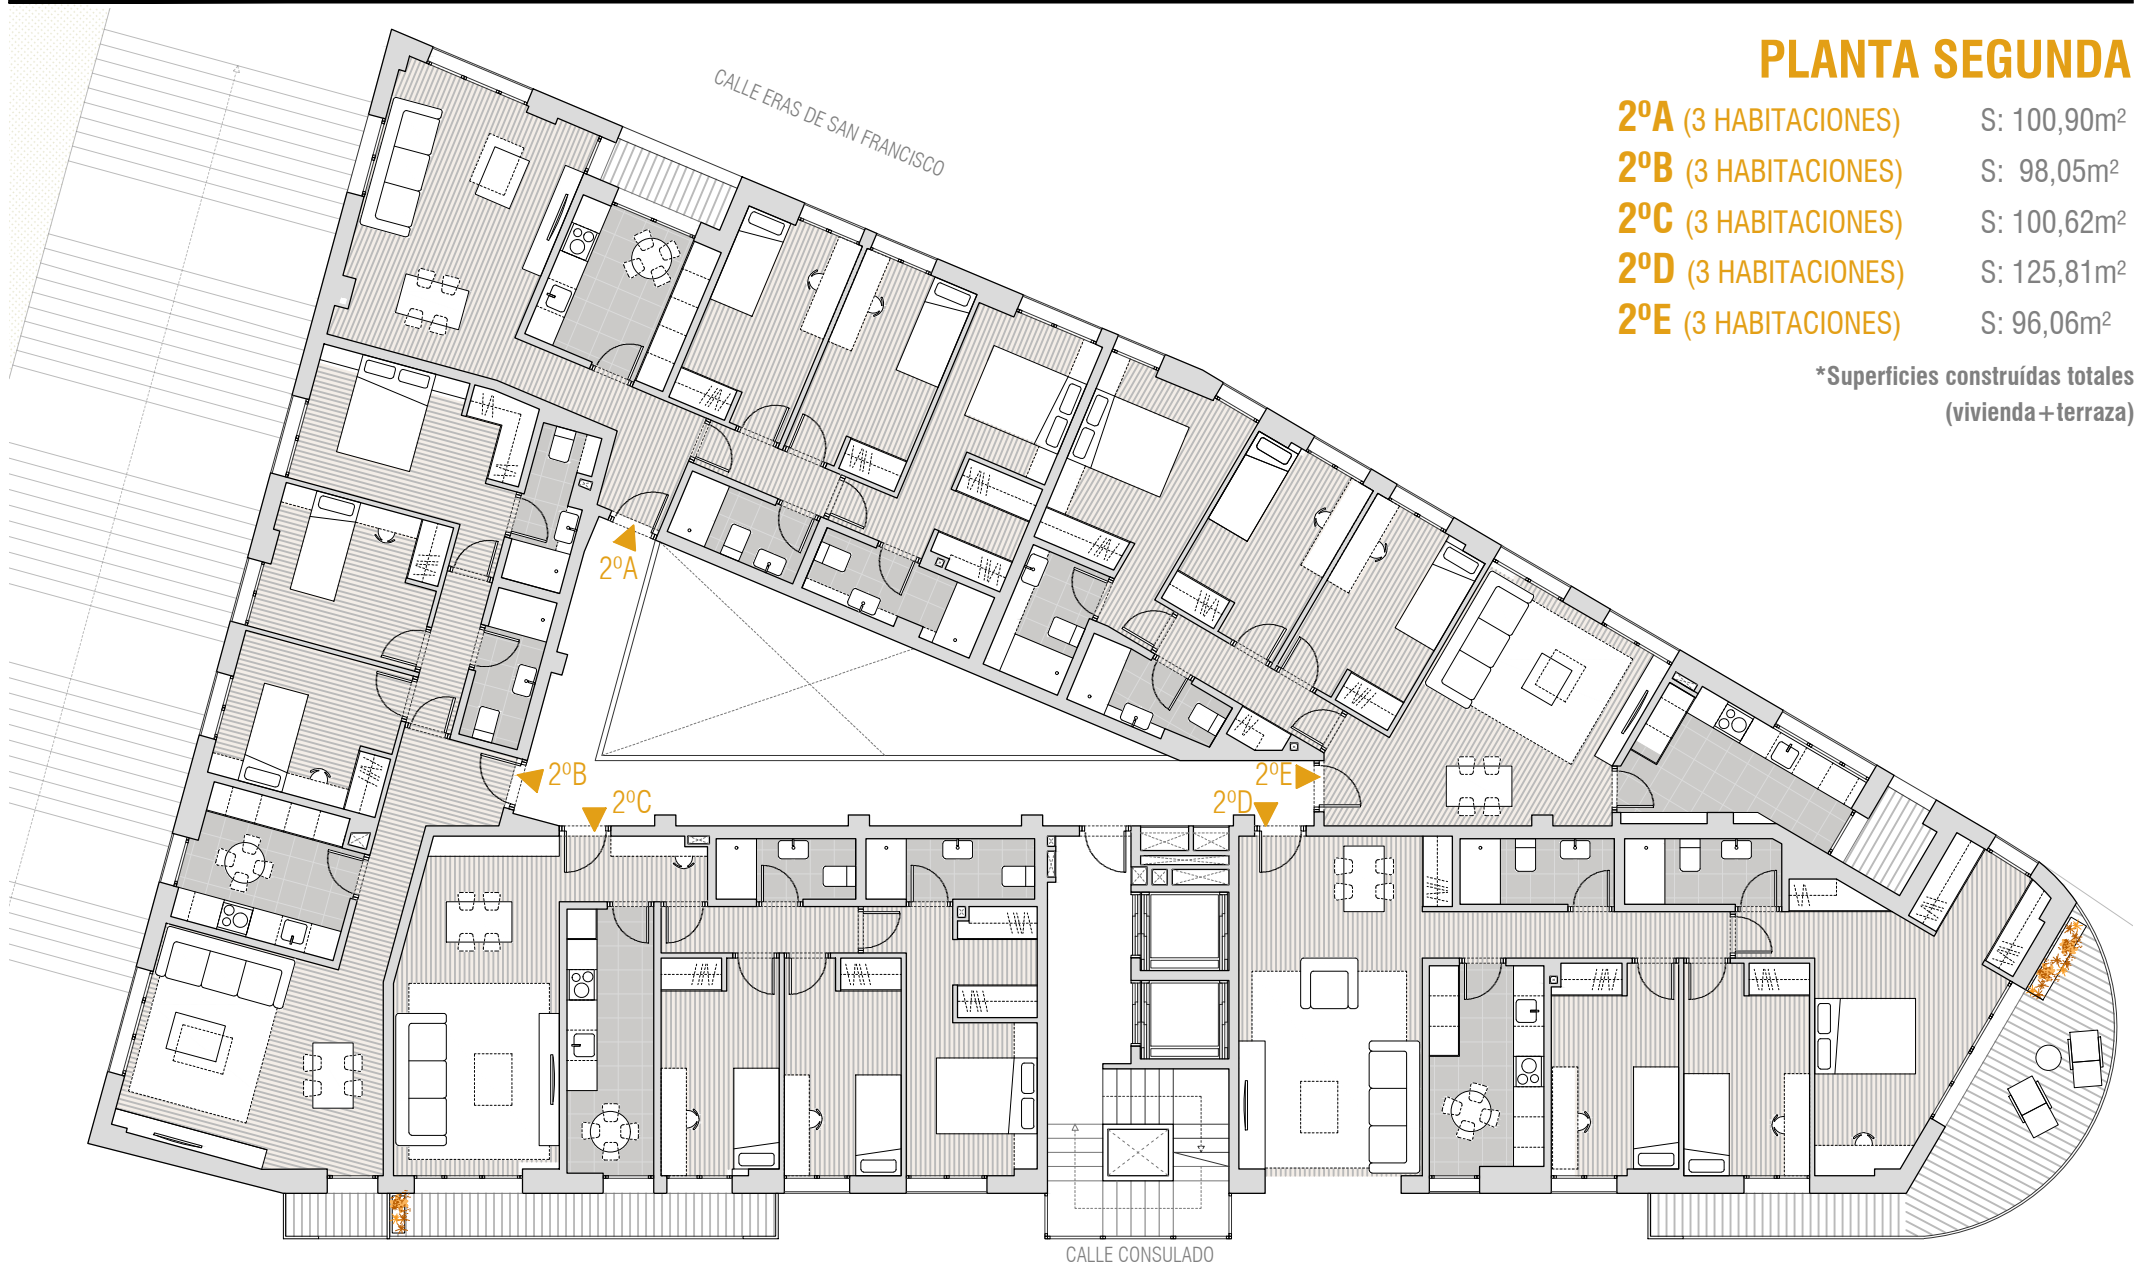 PLANTA SEGUNDA
2ºA (3 HABITACIONES) S: 100,90m²
2ºB (3 HABITACIONES) S: 98,05m²
2ºC (3 HABITACIONES) S: 100,62m²
2ºD (3 HABITACIONES) S: 125,81m²
2ºE (3 HABITACIONES) S: 96,06m²
*Superficies construídas totales
(vivienda+terraza)
CALLE ERAS DE SAN FRANCISCO
2ºA
2ºB
2ºC
2ºE
2ºD
CALLE CONSULADO